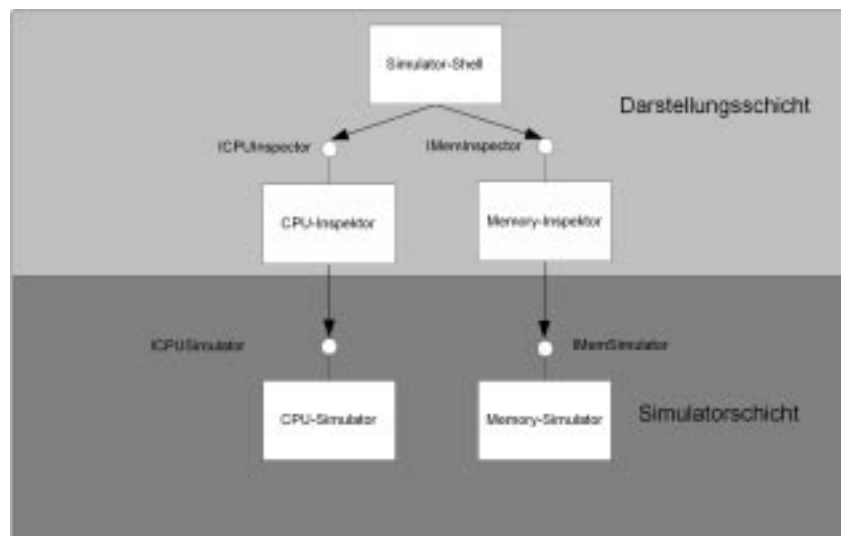 Simulator-Shell
Darstellungsschicht
ICPUInspector
IMemInspector
CPU-Inspektor
Memory-Inspektor
ICPUSimulator
IMemSimulator
CPU-Simulator
Memory-Simulator
Simulatorschicht